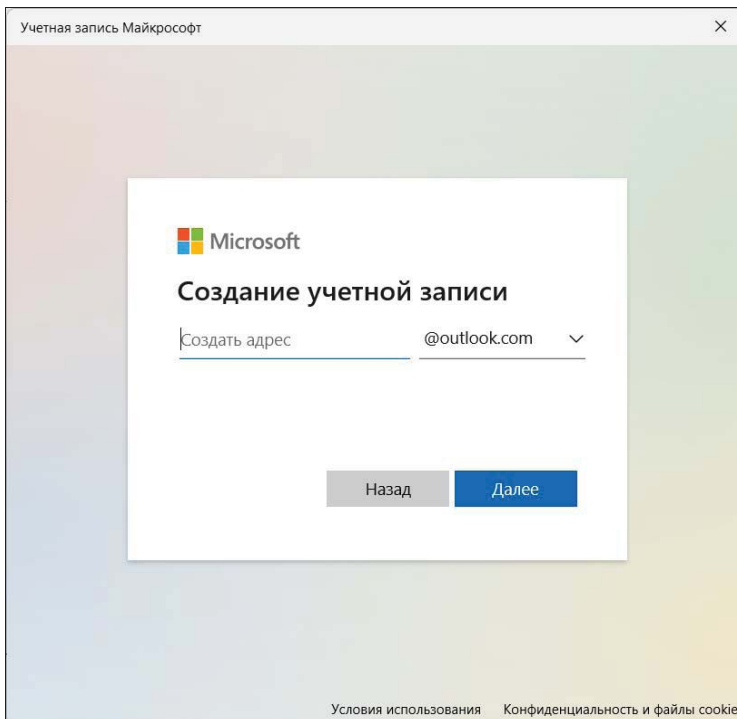 Учетная запись Майкрософт
Microsoft
Создание учетной записи
Создать адрес @outlook.com
Назад Далее
Условия использования Конфиденциальность и файлы cookie